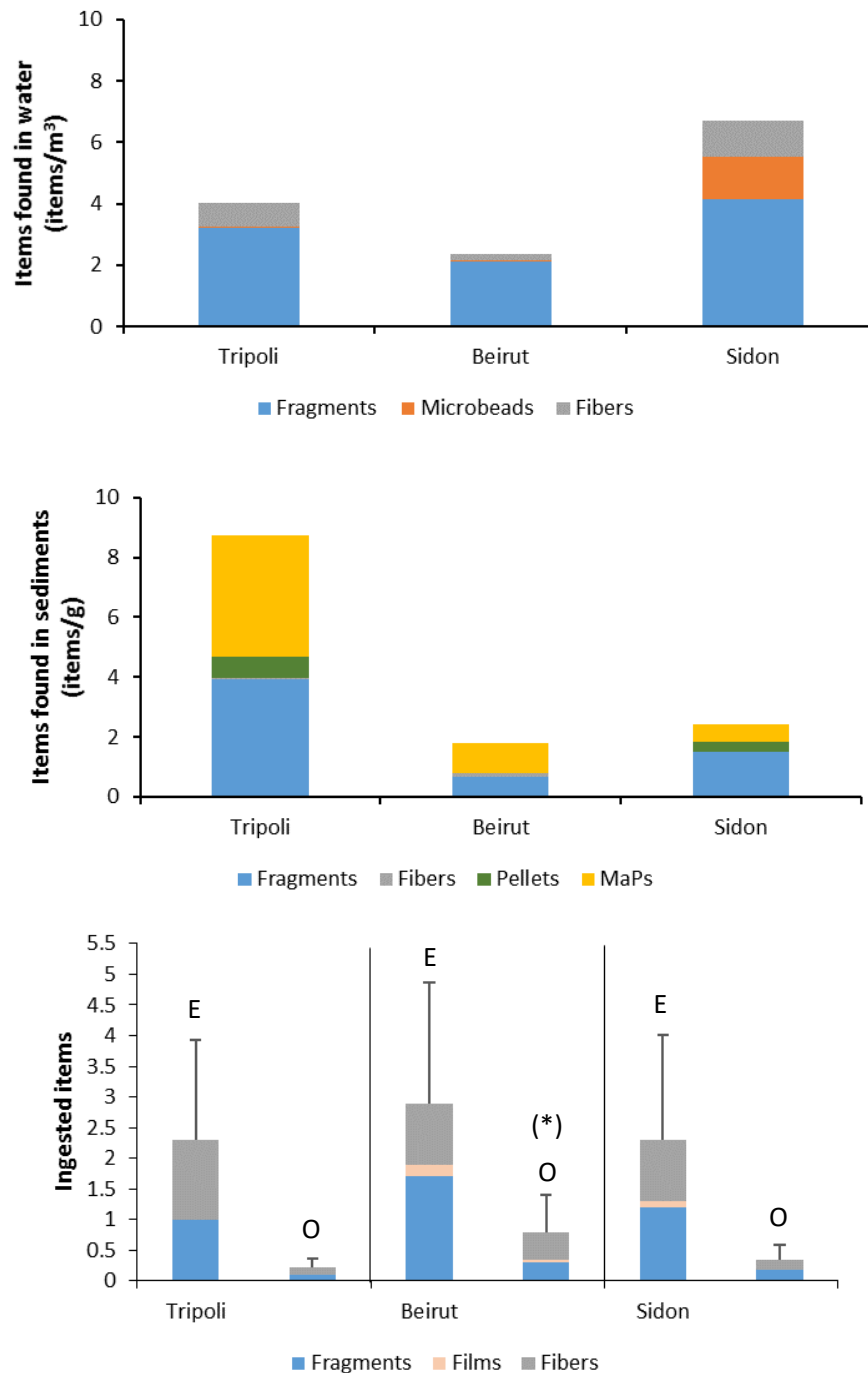 Items found in water
(items/m³)
10
8
6
4
2
0
Tripoli Beirut Sidon
Fragments Microbeads Fibers
Items found in sediments
(items/g)
10
8
6
4
2
0
Tripoli Beirut Sidon
Fragments Fibers Pellets MaPs
Ingested items
5.5
5
4.5
4
3.5
3
2.5
2
1.5
1
0.5
0
E O E (*) O E O
Tripoli Beirut Sidon
Fragments Films Fibers